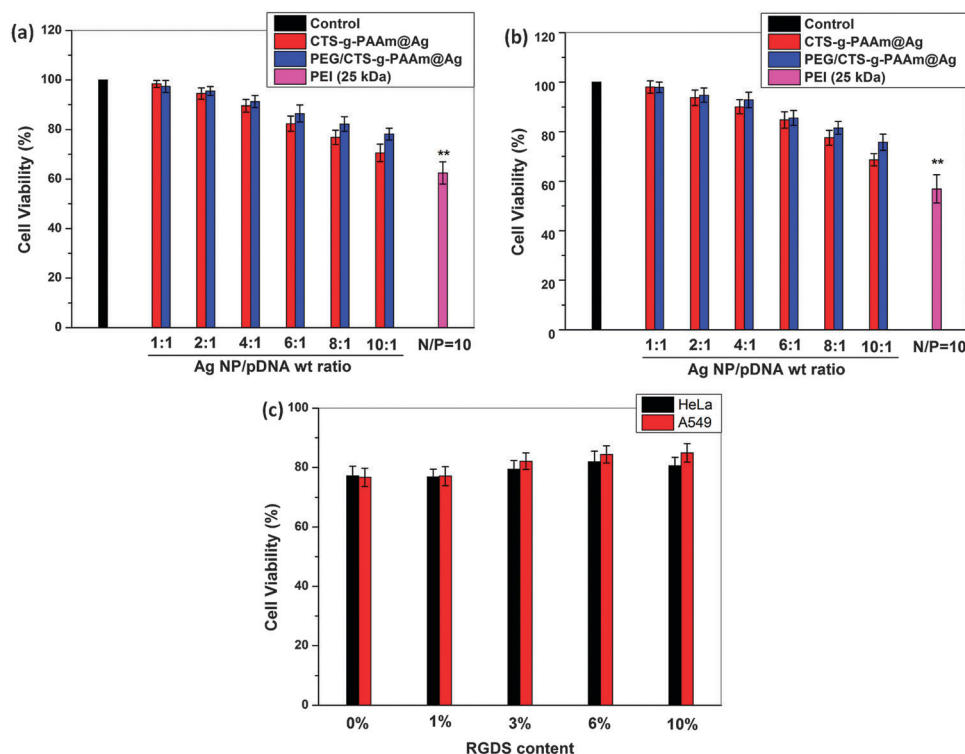 (a)
Control
CTS-g-PAAm@Ag
PEG/CTS-g-PAAm@Ag
PEI (25 kDa)
120
100
80
60
40
20
0
Cell Viability (%)
**
1:1 2:1 4:1 6:1 8:1 10:1 N/P=10
Ag NP/pDNA wt ratio
(b)
Control
CTS-g-PAAm@Ag
PEG/CTS-g-PAAm@Ag
PEI (25 kDa)
120
100
80
60
40
20
0
Cell Viability (%)
**
1:1 2:1 4:1 6:1 8:1 10:1 N/P=10
Ag NP/pDNA wt ratio
(c)
HeLa
A549
100
80
60
40
20
0
Cell Viability (%)
0% 1% 3% 6% 10%
RGDS content